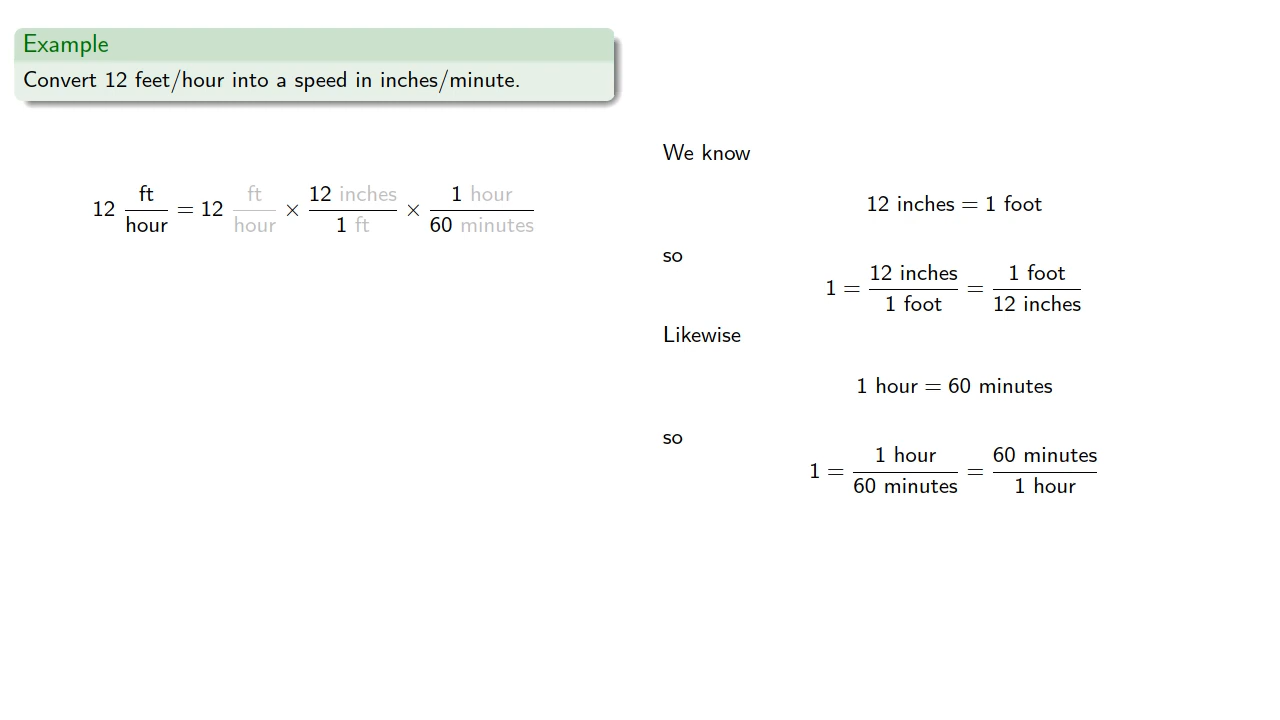 Example
Convert 12 feet/hour into a speed in inches/minute.
12 ft/hour = 12 ft/hour × 12 inches/1 ft × 1 hour/60 minutes
We know
12 inches = 1 foot
so
1 = 12 inches/1 foot = 1 foot/12 inches
Likewise
1 hour = 60 minutes
so
1 = 1 hour/60 minutes = 60 minutes/1 hour